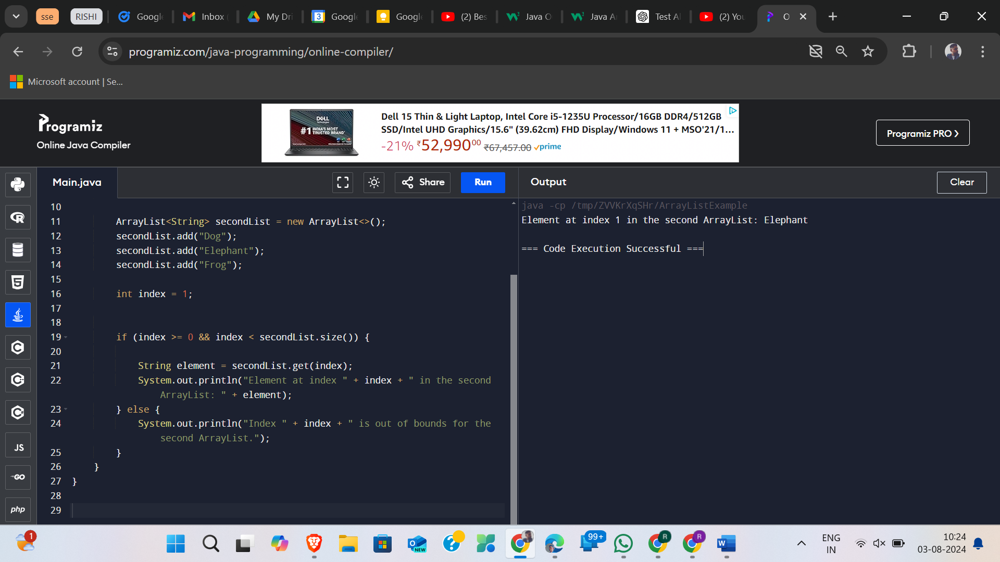 sse
RISHI
Googl
Inbox
My Dri
3
Googl
Googl
(2) Bes
Java O
Java A
Test A
(2) You
O
programiz.com/java-programming/online-compiler/
Microsoft account | Se...
Programiz
Online Java Compiler
DELL
Technologies
#1 INDIA'S MOST
TRUSTED BRAND*
Dell 15 Thin & Light Laptop, Intel Core i5-1235U Processor/16GB DDR4/512GB
SSD/Intel UHD Graphics/15.6" (39.62cm) FHD Display/Windows 11 + MSO'21/1...
-21% ₹52,990⁰⁰ ₹67,457.00 prime
Programiz PRO ❯
Main.java
Share
Run
Output
Clear
10
11 ArrayList<String> secondList = new ArrayList<>();
12 secondList.add("Dog");
13 secondList.add("Elephant");
14 secondList.add("Frog");
15
16 int index = 1;
17
18
19 if (index >= 0 && index < secondList.size()) {
20
21 String element = secondList.get(index);
22 System.out.println("Element at index " + index + " in the second
ArrayList: " + element);
23 } else {
24 System.out.println("Index " + index + " is out of bounds for the
second ArrayList.");
25 }
26 }
27 }
28
29
java -cp /tmp/ZVVKrXqSHr/ArrayListExample
Element at index 1 in the second ArrayList: Elephant
=== Code Execution Successful ===
R
5
C
C
C
JS
GO
php
1
O
NEW
?
99+
R
R
W
ENG
IN
10:24
03-08-2024